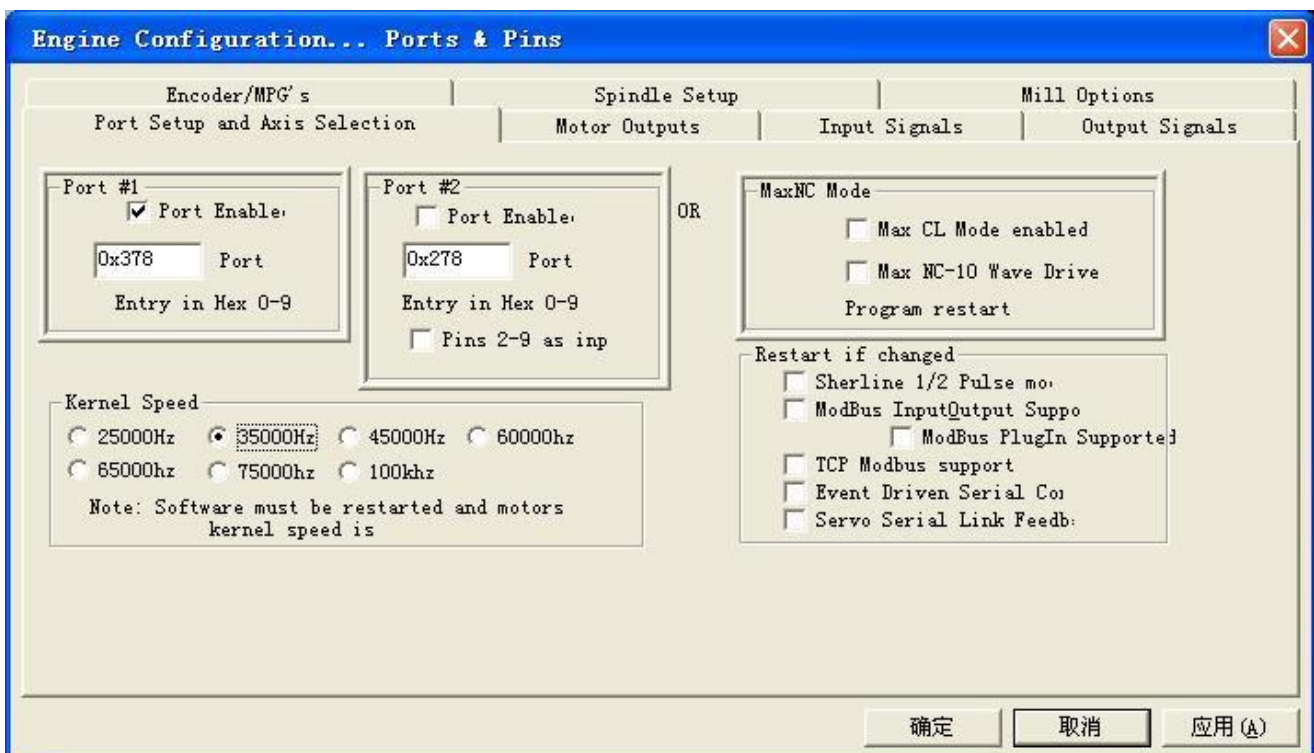 Engine Configuration... Ports & Pins
Encoder/MPG's Spindle Setup Mill Options
Port Setup and Axis Selection Motor Outputs Input Signals Output Signals
Port #1
Port Enable
0x378 Port
Entry in Hex 0-9
Port #2
Port Enable
0x278 Port
Entry in Hex 0-9
Pins 2-9 as inp
OR
MaxNC Mode
Max CL Mode enabled
Max NC-10 Wave Drive
Program restart
Restart if changed
Sherline 1/2 Pulse mo
ModBus InputOutput Suppo
ModBus PlugIn Supported
TCP Modbus support
Event Driven Serial Co
Servo Serial Link Feedb
Kernel Speed
25000Hz 35000Hz 45000Hz 60000hz
65000hz 75000hz 100khz
Note: Software must be restarted and motors
kernel speed is
确定 取消 应用(A)